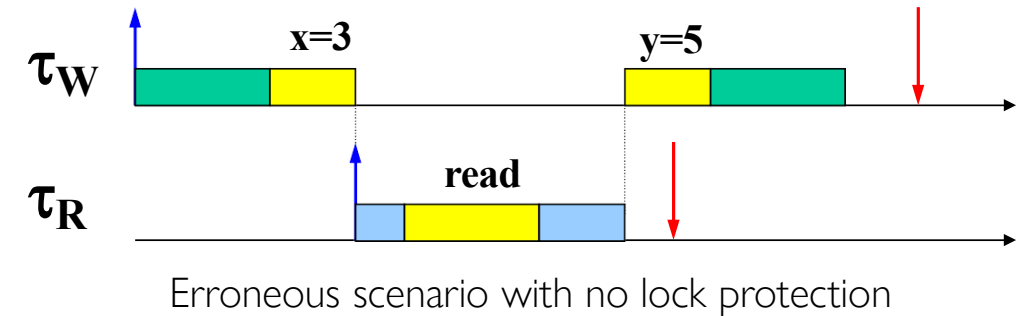 x=3 y=5
τW
read
τR
Erroneous scenario with no lock protection